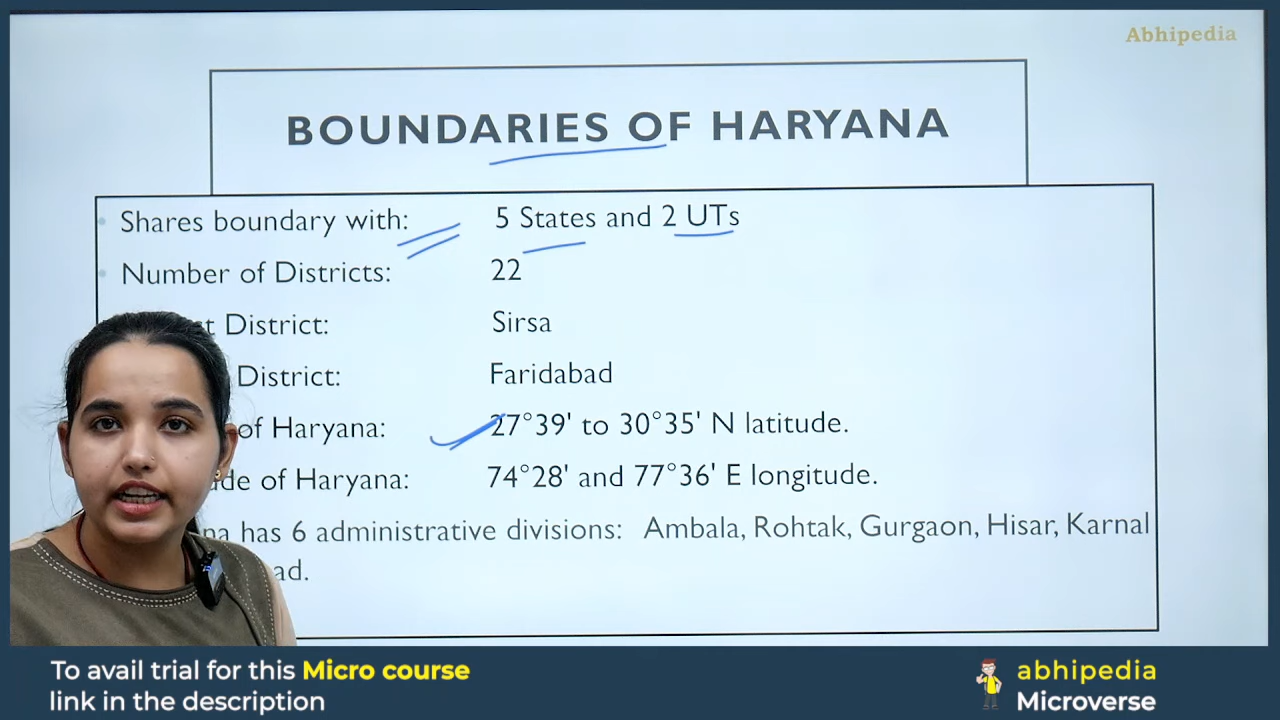 Abhipedia
BOUNDARIES OF HARYANA
Shares boundary with: 5 States and 2 UTs
Number of Districts: 22
District: Sirsa
District: Faridabad
of Haryana: 27°39' to 30°35' N latitude.
of Haryana: 74°28' and 77°36' E longitude.
has 6 administrative divisions: Ambala, Rohtak, Gurgaon, Hisar, Karnal
To avail trial for this Micro course
link in the description
abhipedia
Microverse